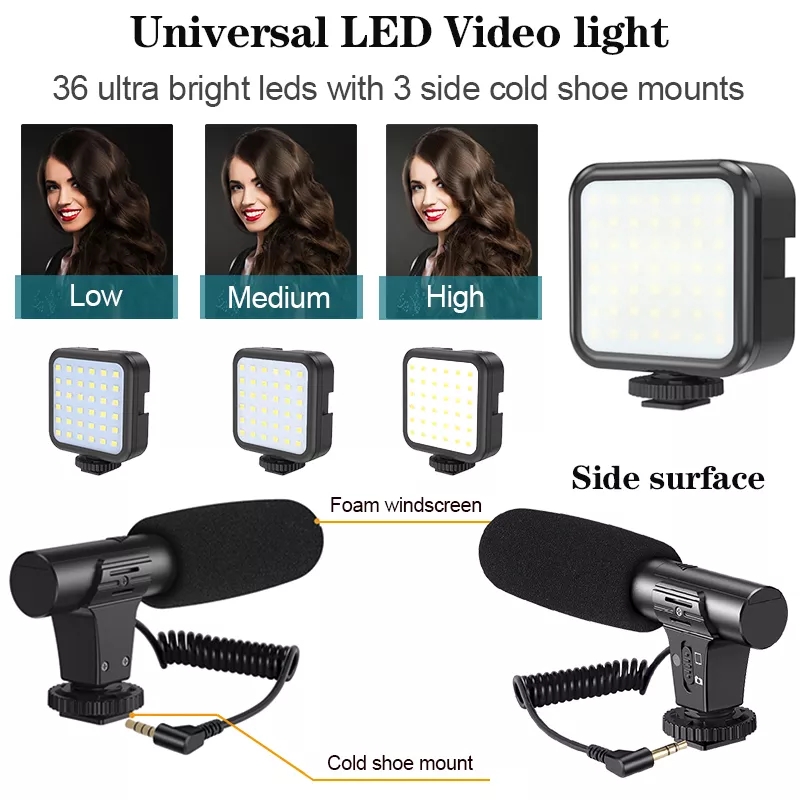 Universal LED Video light
36 ultra bright leds with 3 side cold shoe mounts
Low
Medium
High
Side surface
Foam windscreen
Cold shoe mount